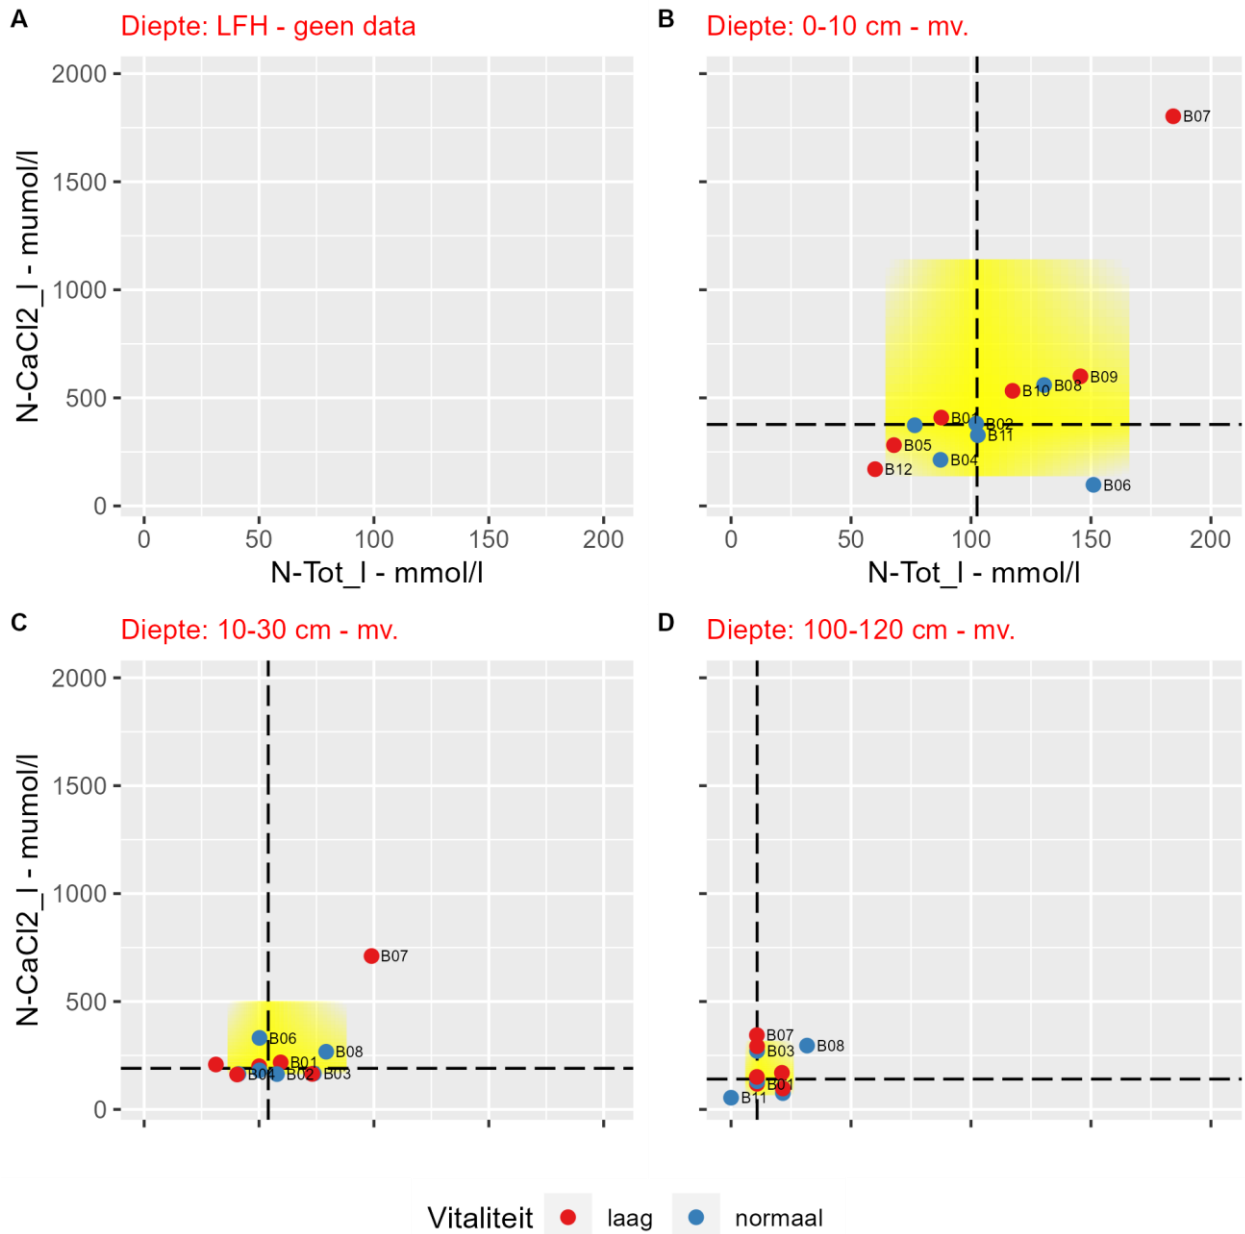 A
Diepte: LFH - geen data
B
Diepte: 0-10 cm - mv.
N-CaCl2_l - mumol/l
2000
1500
1000
500
0
B07
B09
B08
B10
B01
B02
B11
B05
B04
B12
B06
0 50 100 150 200
0 50 100 150 200
N-Tot_l - mmol/l
N-Tot_l - mmol/l
C
Diepte: 10-30 cm - mv.
D
Diepte: 100-120 cm - mv.
N-CaCl2_l - mumol/l
2000
1500
1000
500
0
B07
B06
B08
B01
B04
B02
B03
B07
B03
B08
B01
B11
Vitaliteit laag normaal